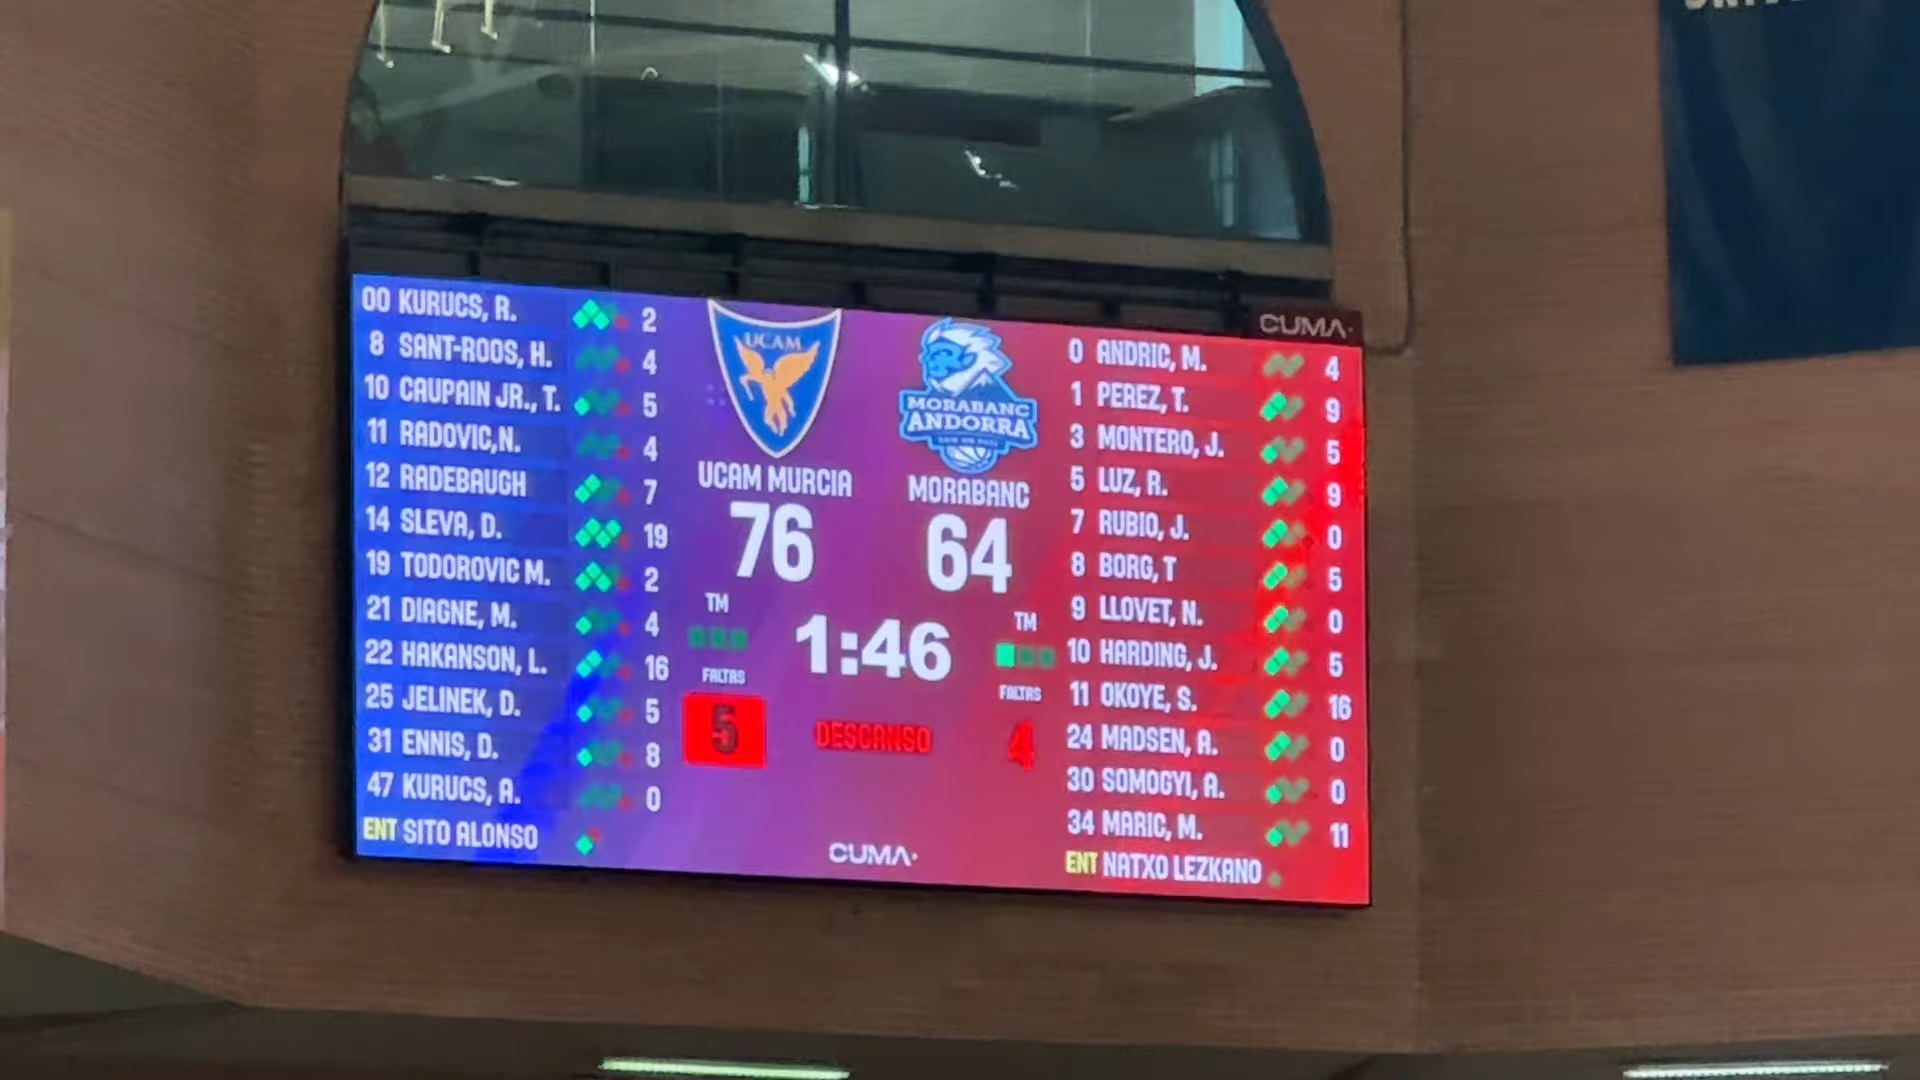 00 KURUCS, R. 2
8 SANT-ROOS, H. 4
10 CAUPAIN JR., T. 5
11 RADOVIC,N. 4
12 RADEBAUGH 7
14 SLEVA, D. 19
19 TODOROVIC M. 2
21 DIAGNE, M. 4
22 HAKANSON, L. 16
25 JELINEK, D. 5
31 ENNIS, D. 8
47 KURUCS, A. 0
ENT SITO ALONSO
UCAM
UCAM MURCIA
76
TM
FALTAS
5
MORABANC
ANDORRA
MORABANC
64
TM
FALTAS
4
1:46
DESCANSO
CUMA
CUMA
0 ANDRIC, M. 4
1 PEREZ, T. 9
3 MONTERO, J. 5
5 LUZ, R. 9
7 RUBIO, J. 0
8 BORG, T 5
9 LLOVET, N. 0
10 HARDING, J. 5
11 OKOYE, S. 16
24 MADSEN, A. 0
30 SOMOGYI, A. 0
34 MARIC, M. 11
ENT NATXO LEZKANO